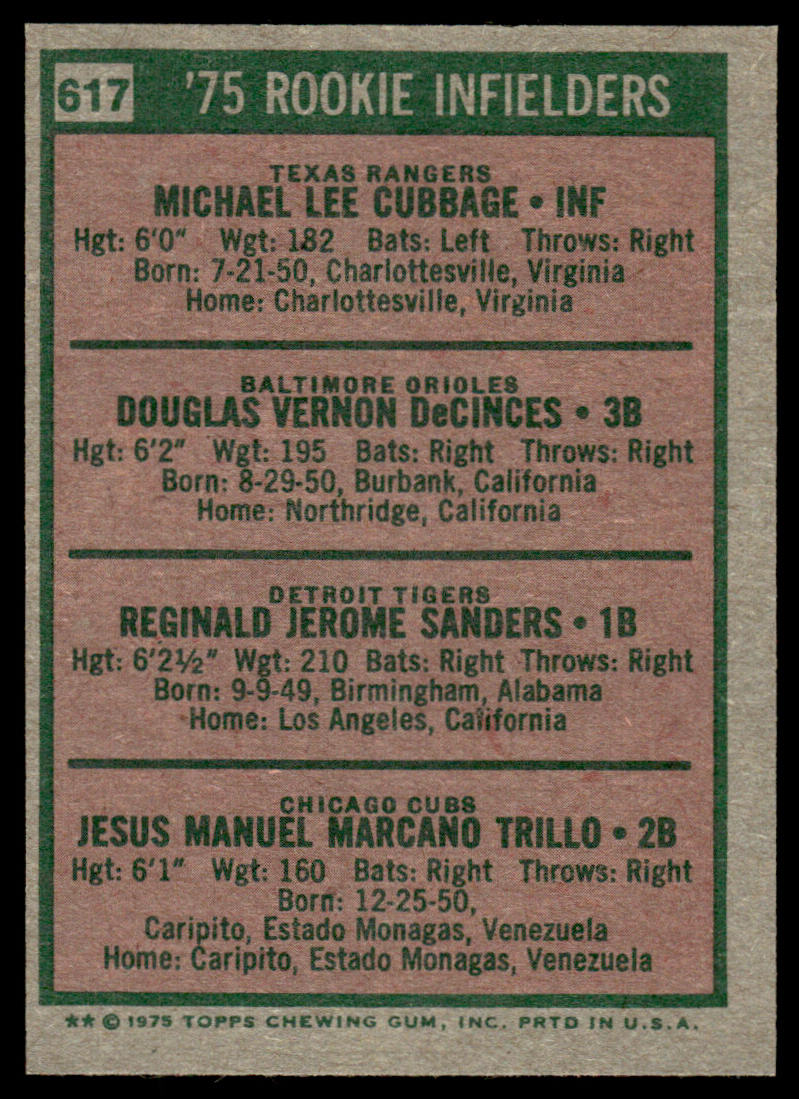 617 '75 ROOKIE INFIELDERS
TEXAS RANGERS
MICHAEL LEE CUBBAGE • INF
Hgt: 6'0" Wgt: 182 Bats: Left Throws: Right
Born: 7-21-50, Charlottesville, Virginia
Home: Charlottesville, Virginia
BALTIMORE ORIOLES
DOUGLAS VERNON DeCINCES • 3B
Hgt: 6'2" Wgt: 195 Bats: Right Throws: Right
Born: 8-29-50, Burbank, California
Home: Northridge, California
DETROIT TIGERS
REGINALD JEROME SANDERS • 1B
Hgt: 6'2½" Wgt: 210 Bats: Right Throws: Right
Born: 9-9-49, Birmingham, Alabama
Home: Los Angeles, California
CHICAGO CUBS
JESUS MANUEL MARCANO TRILLO • 2B
Hgt: 6'1" Wgt: 160 Bats: Right Throws: Right
Born: 12-25-50,
Caripito, Estado Monagas, Venezuela
Home: Caripito, Estado Monagas, Venezuela
** © 1975 TOPPS CHEWING GUM, INC. PRTD IN U.S.A.